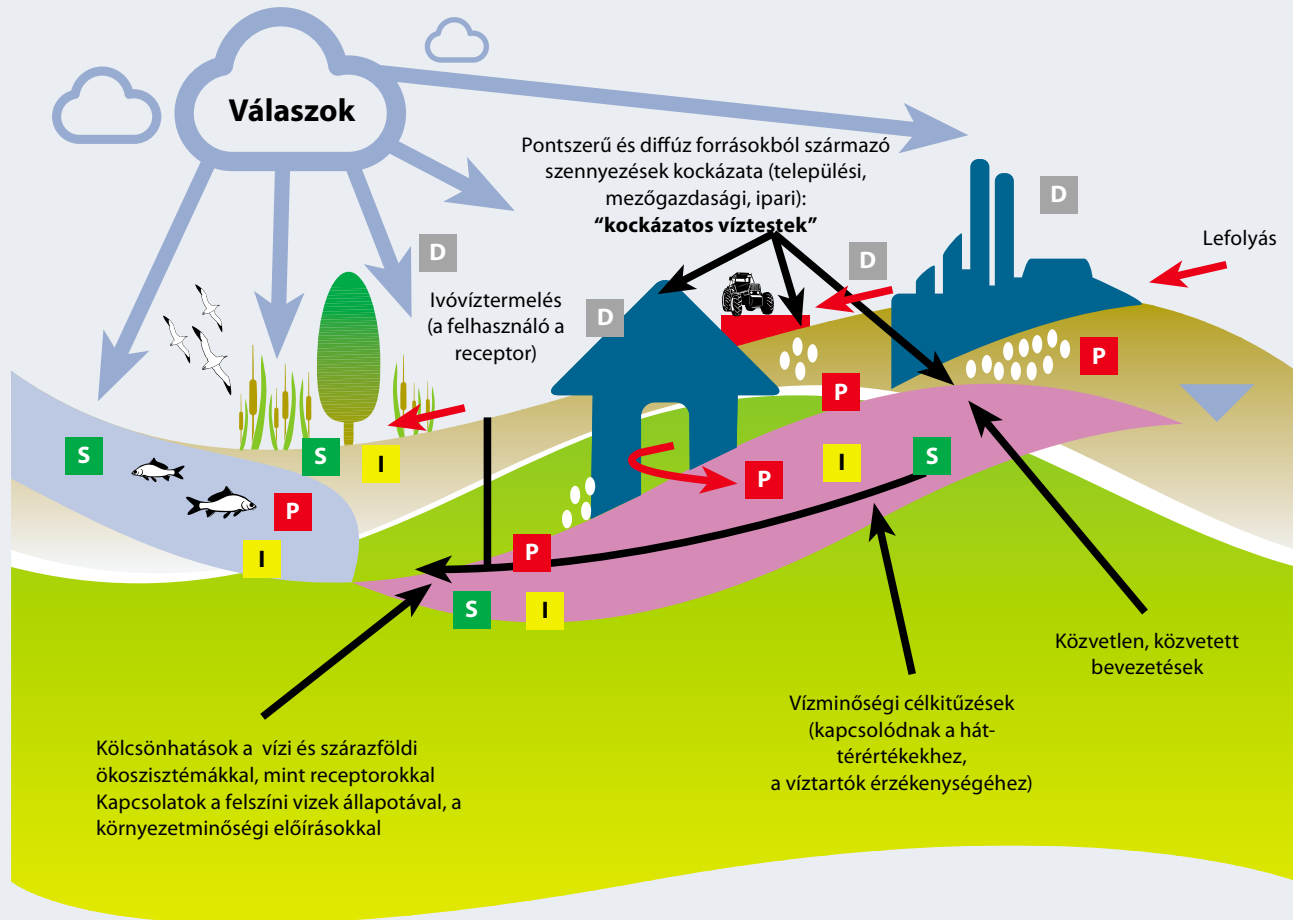 Válaszok
Pontszerű és diffúz forrásokból származó
szennyezések kockázata (települési,
mezőgazdasági, ipari):
“kockázatos víztestek”
D
D
Lefolyás
D
Ivóvíztermelés
(a felhasználó a
receptor)
D
P
P
S
S
I
I
S
P
P
I
P
S
I
Közvetlen, közvetett
bevezetések
Vízminőségi célkitűzések
(kapcsolódnak a hát-
térértékekhez,
a víztartók érzékenységéhez)
Kölcsönhatások a vízi és szárazföldi
ökoszisztémákkal, mint receptorokkal
Kapcsolatok a felszíni vizek állapotával, a
környezetminőségi előírásokkal